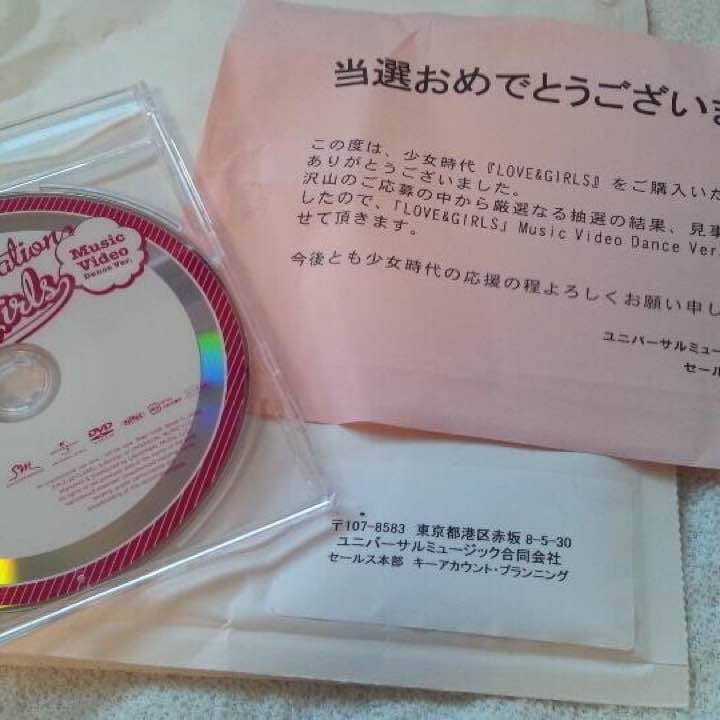 当選おめでとうございま
この度は、少女時代『LOVE&GIRLS』をご購入いた
ありがとうございました。
沢山のご応募の中から厳選なる抽選の結果、見事
したので、「LOVE&GIRLS」Music Video Dance Ver.
せて頂きます。
今後とも少女時代の応援の程よろしくお願い申し
ユニバーサルミュー
セール
Music
Video
Dance Ver.
irls
DVD
SM
〒107-8583 東京都港区赤坂 8-5-30
ユニバーサルミュージック合同会社
セールス本部 キーアカウント・プランニング